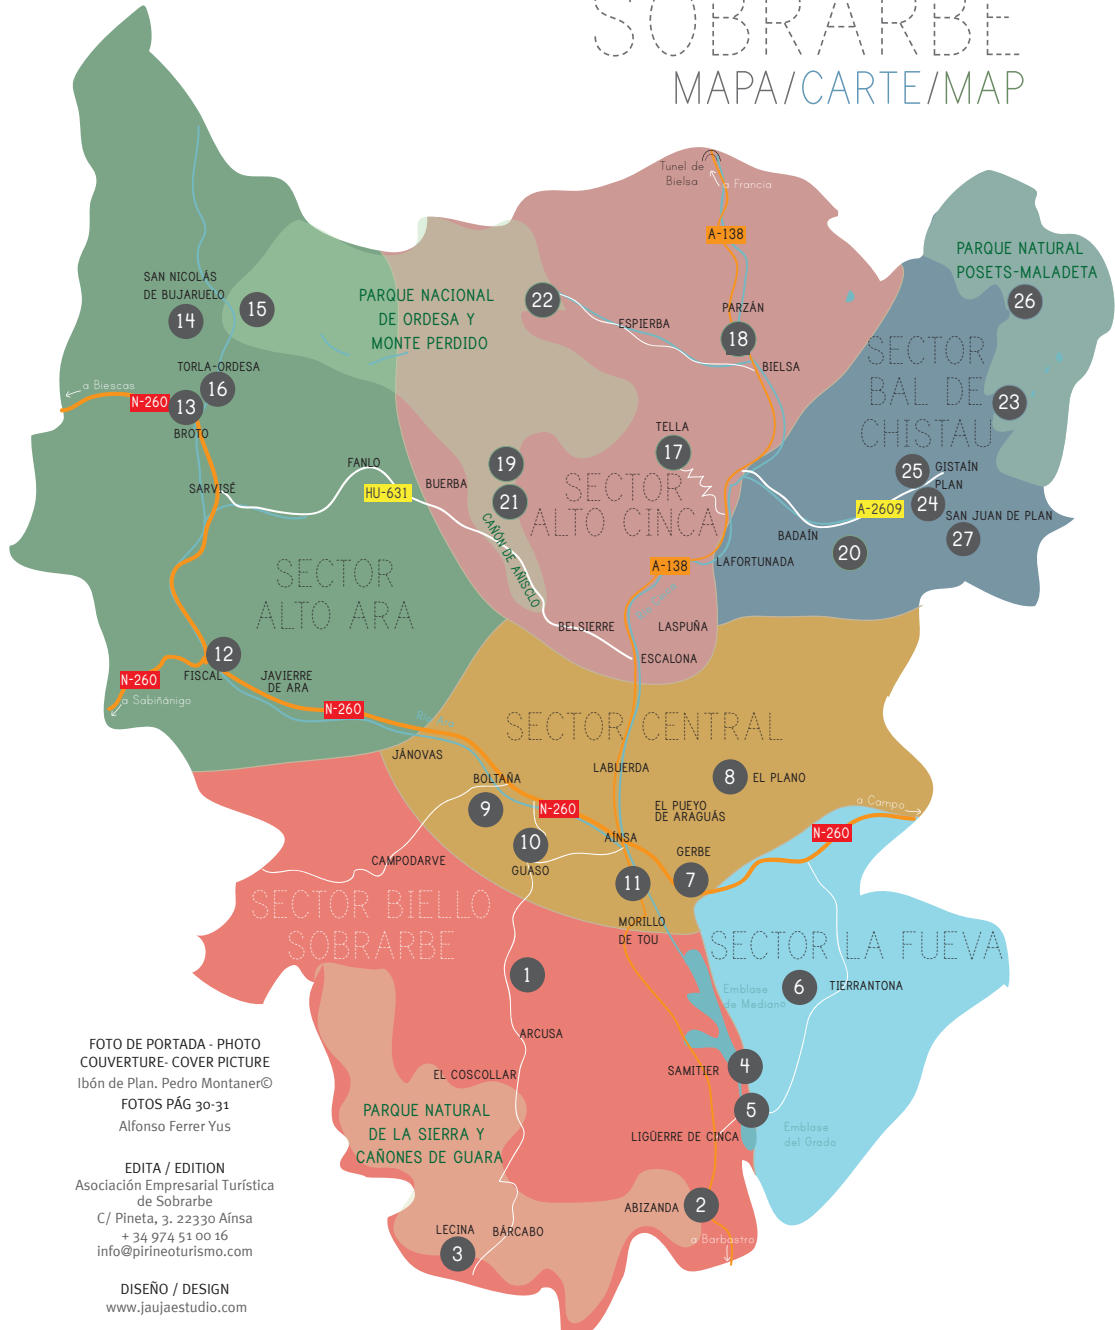 SOBRARBE
MAPA/CARTE/MAP
Tunel de
Bielsa
a Francia
A-138
PARQUE NATURAL
POSETS-MALADETA
26
SAN NICOLÁS
DE BUJARUELO
14
15
PARQUE NACIONAL
DE ORDESA Y
MONTE PERDIDO
22
ESPIERBA
PARZÁN
18
BIELSA
SECTOR
BAL DE
CHISTAU
23
TORLA-ORDESA
16
a Biescas
N-260
13
BROTO
FANLO
HU-631
SARVISÉ
BUERBA
19
21
CAÑÓN DE AÑISCLO
TELLA
17
SECTOR
ALTO CINCA
25
GISTAÍN
PLAN
24
A-2609
SAN JUAN DE PLAN
27
BADAÍN
20
LAFORTUNADA
A-138
Río Cinca
SECTOR
ALTO ARA
BELSIERRE
LASPUÑA
ESCALONA
12
FISCAL
N-260
a Sabiñánigo
JAVIERRE
DE ARA
N-260
Río Ara
SECTOR CENTRAL
JÁNOVAS
BOLTAÑA
9
LABUERDA
8
EL PLANO
N-260
EL PUEYO
DE ARAGUÁS
a Campo
N-260
10
GUASO
AÍNSA
GERBE
7
11
CAMPODARVE
SECTOR BIELLO
SOBRARBE
MORILLO
DE TOU
SECTOR LA FUEVA
1
6
TIERRANTONA
Emblase
de Mediano
ARCUSA
EL COSCOLLAR
SAMITIER
4
5
LIGÜERRE DE CINCA
Emblase
del Grado
PARQUE NATURAL
DE LA SIERRA Y
CAÑONES DE GUARA
ABIZANDA
2
a Barbastro
LECINA
3
BÁRCABO
FOTO DE PORTADA - PHOTO
COUVERTURE- COVER PICTURE
Ibón de Plan. Pedro Montaner©
FOTOS PÁG 30-31
Alfonso Ferrer Yus
EDITA / EDITION
Asociación Empresarial Turística
de Sobrarbe
C/ Pineta, 3. 22330 Aínsa
+ 34 974 51 00 16
info@pirineoturismo.com
DISEÑO / DESIGN
www.jaujaestudio.com